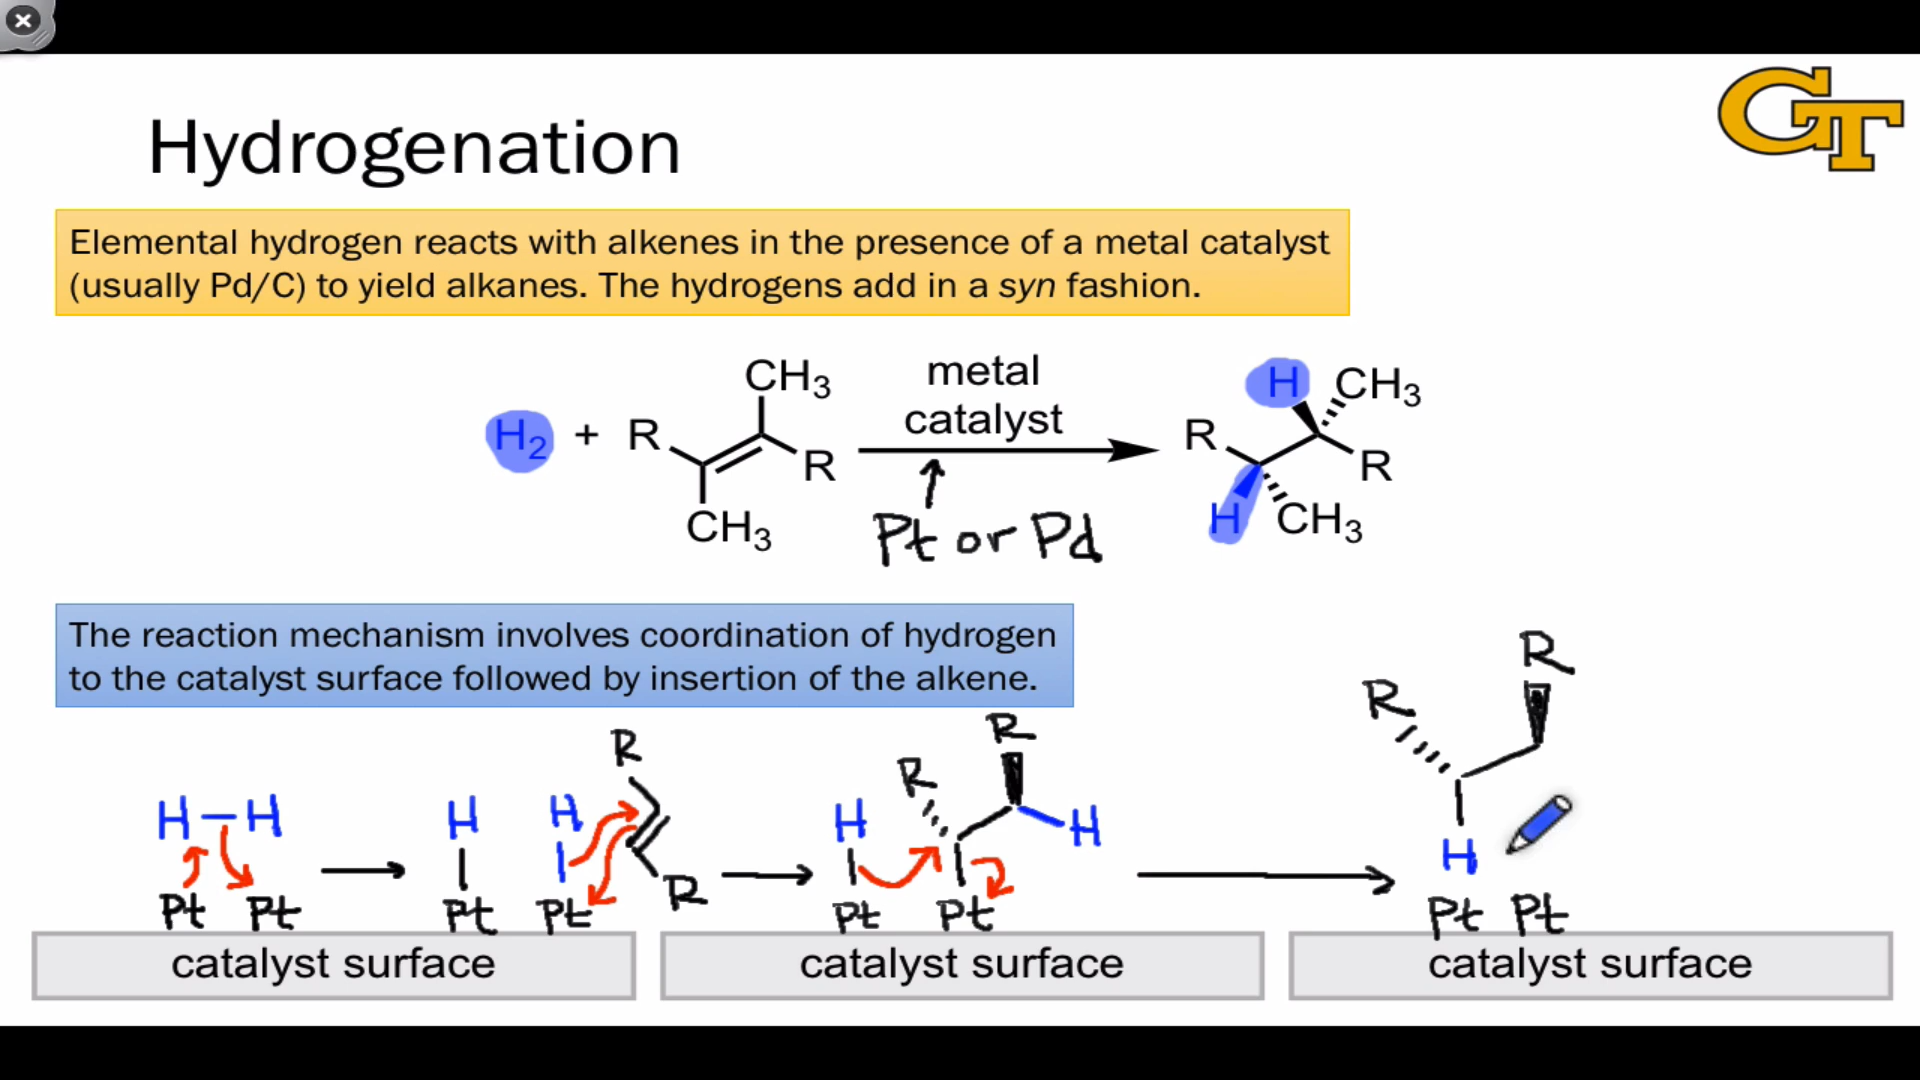 GT
Hydrogenation
Elemental hydrogen reacts with alkenes in the presence of a metal catalyst
(usually Pd/C) to yield alkanes. The hydrogens add in a syn fashion.
H2 + R CH3 R CH3
metal
catalyst
Pt or Pd
R H CH3 R H CH3
The reaction mechanism involves coordination of hydrogen
to the catalyst surface followed by insertion of the alkene.
H–H
Pt Pt
H H R R
Pt Pt
H R R H
Pt Pt
R R
H
Pt Pt
catalyst surface
catalyst surface
catalyst surface